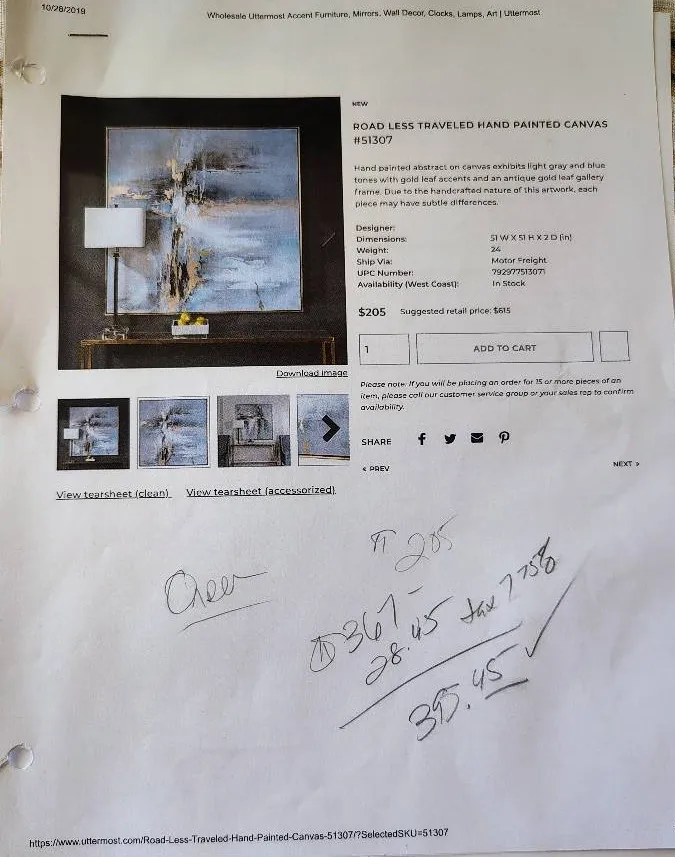 10/28/2019
Wholesale Uttermost Accent Furniture, Mirrors, Wall Decor, Clocks, Lamps, Art | Uttermost
NEW
ROAD LESS TRAVELED HAND PAINTED CANVAS
#51307
Hand painted abstract on canvas exhibits light gray and blue
tones with gold leaf accents and an antique gold leaf gallery
frame. Due to the handcrafted nature of this artwork, each
piece may have subtle differences.
Designer:
Dimensions: 51 W X 51 H X 2 D (in)
Weight: 24
Ship Via: Motor Freight
UPC Number: 792977513071
Availability (West Coast): In Stock
$205 Suggested retail price: $615
1 ADD TO CART
Download image
Please note: If you will be placing an order for 15 or more pieces of an
item, please call our customer service group or your sales rep to confirm
availability.
SHARE
< PREV NEXT >
View tearsheet (clean) View tearsheet (accessorized)
205
367-
28.45 tax 7.75%
395.45
https://www.uttermost.com/Road-Less-Traveled-Hand-Painted-Canvas-51307/?SelectedSKU=51307